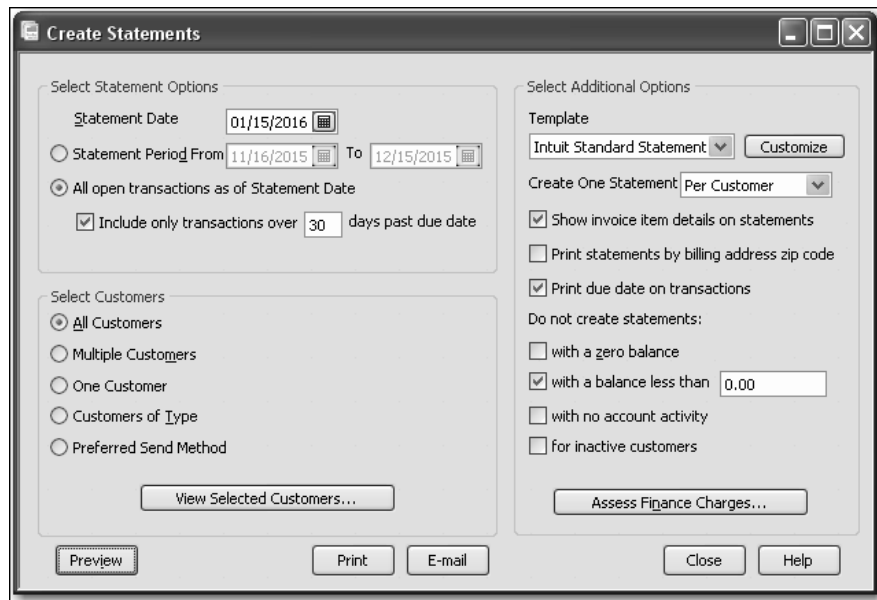 Create Statements
Select Statement Options
Statement Date 01/15/2016
Statement Period From 11/16/2015 To 12/15/2015
All open transactions as of Statement Date
Include only transactions over 30 days past due date
Select Customers
All Customers
Multiple Customers
One Customer
Customers of Type
Preferred Send Method
View Selected Customers...
Select Additional Options
Template
Intuit Standard Statement Customize
Create One Statement Per Customer
Show invoice item details on statements
Print statements by billing address zip code
Print due date on transactions
Do not create statements:
with a zero balance
with a balance less than 0.00
with no account activity
for inactive customers
Assess Finance Charges...
Preview Print E-mail Close Help